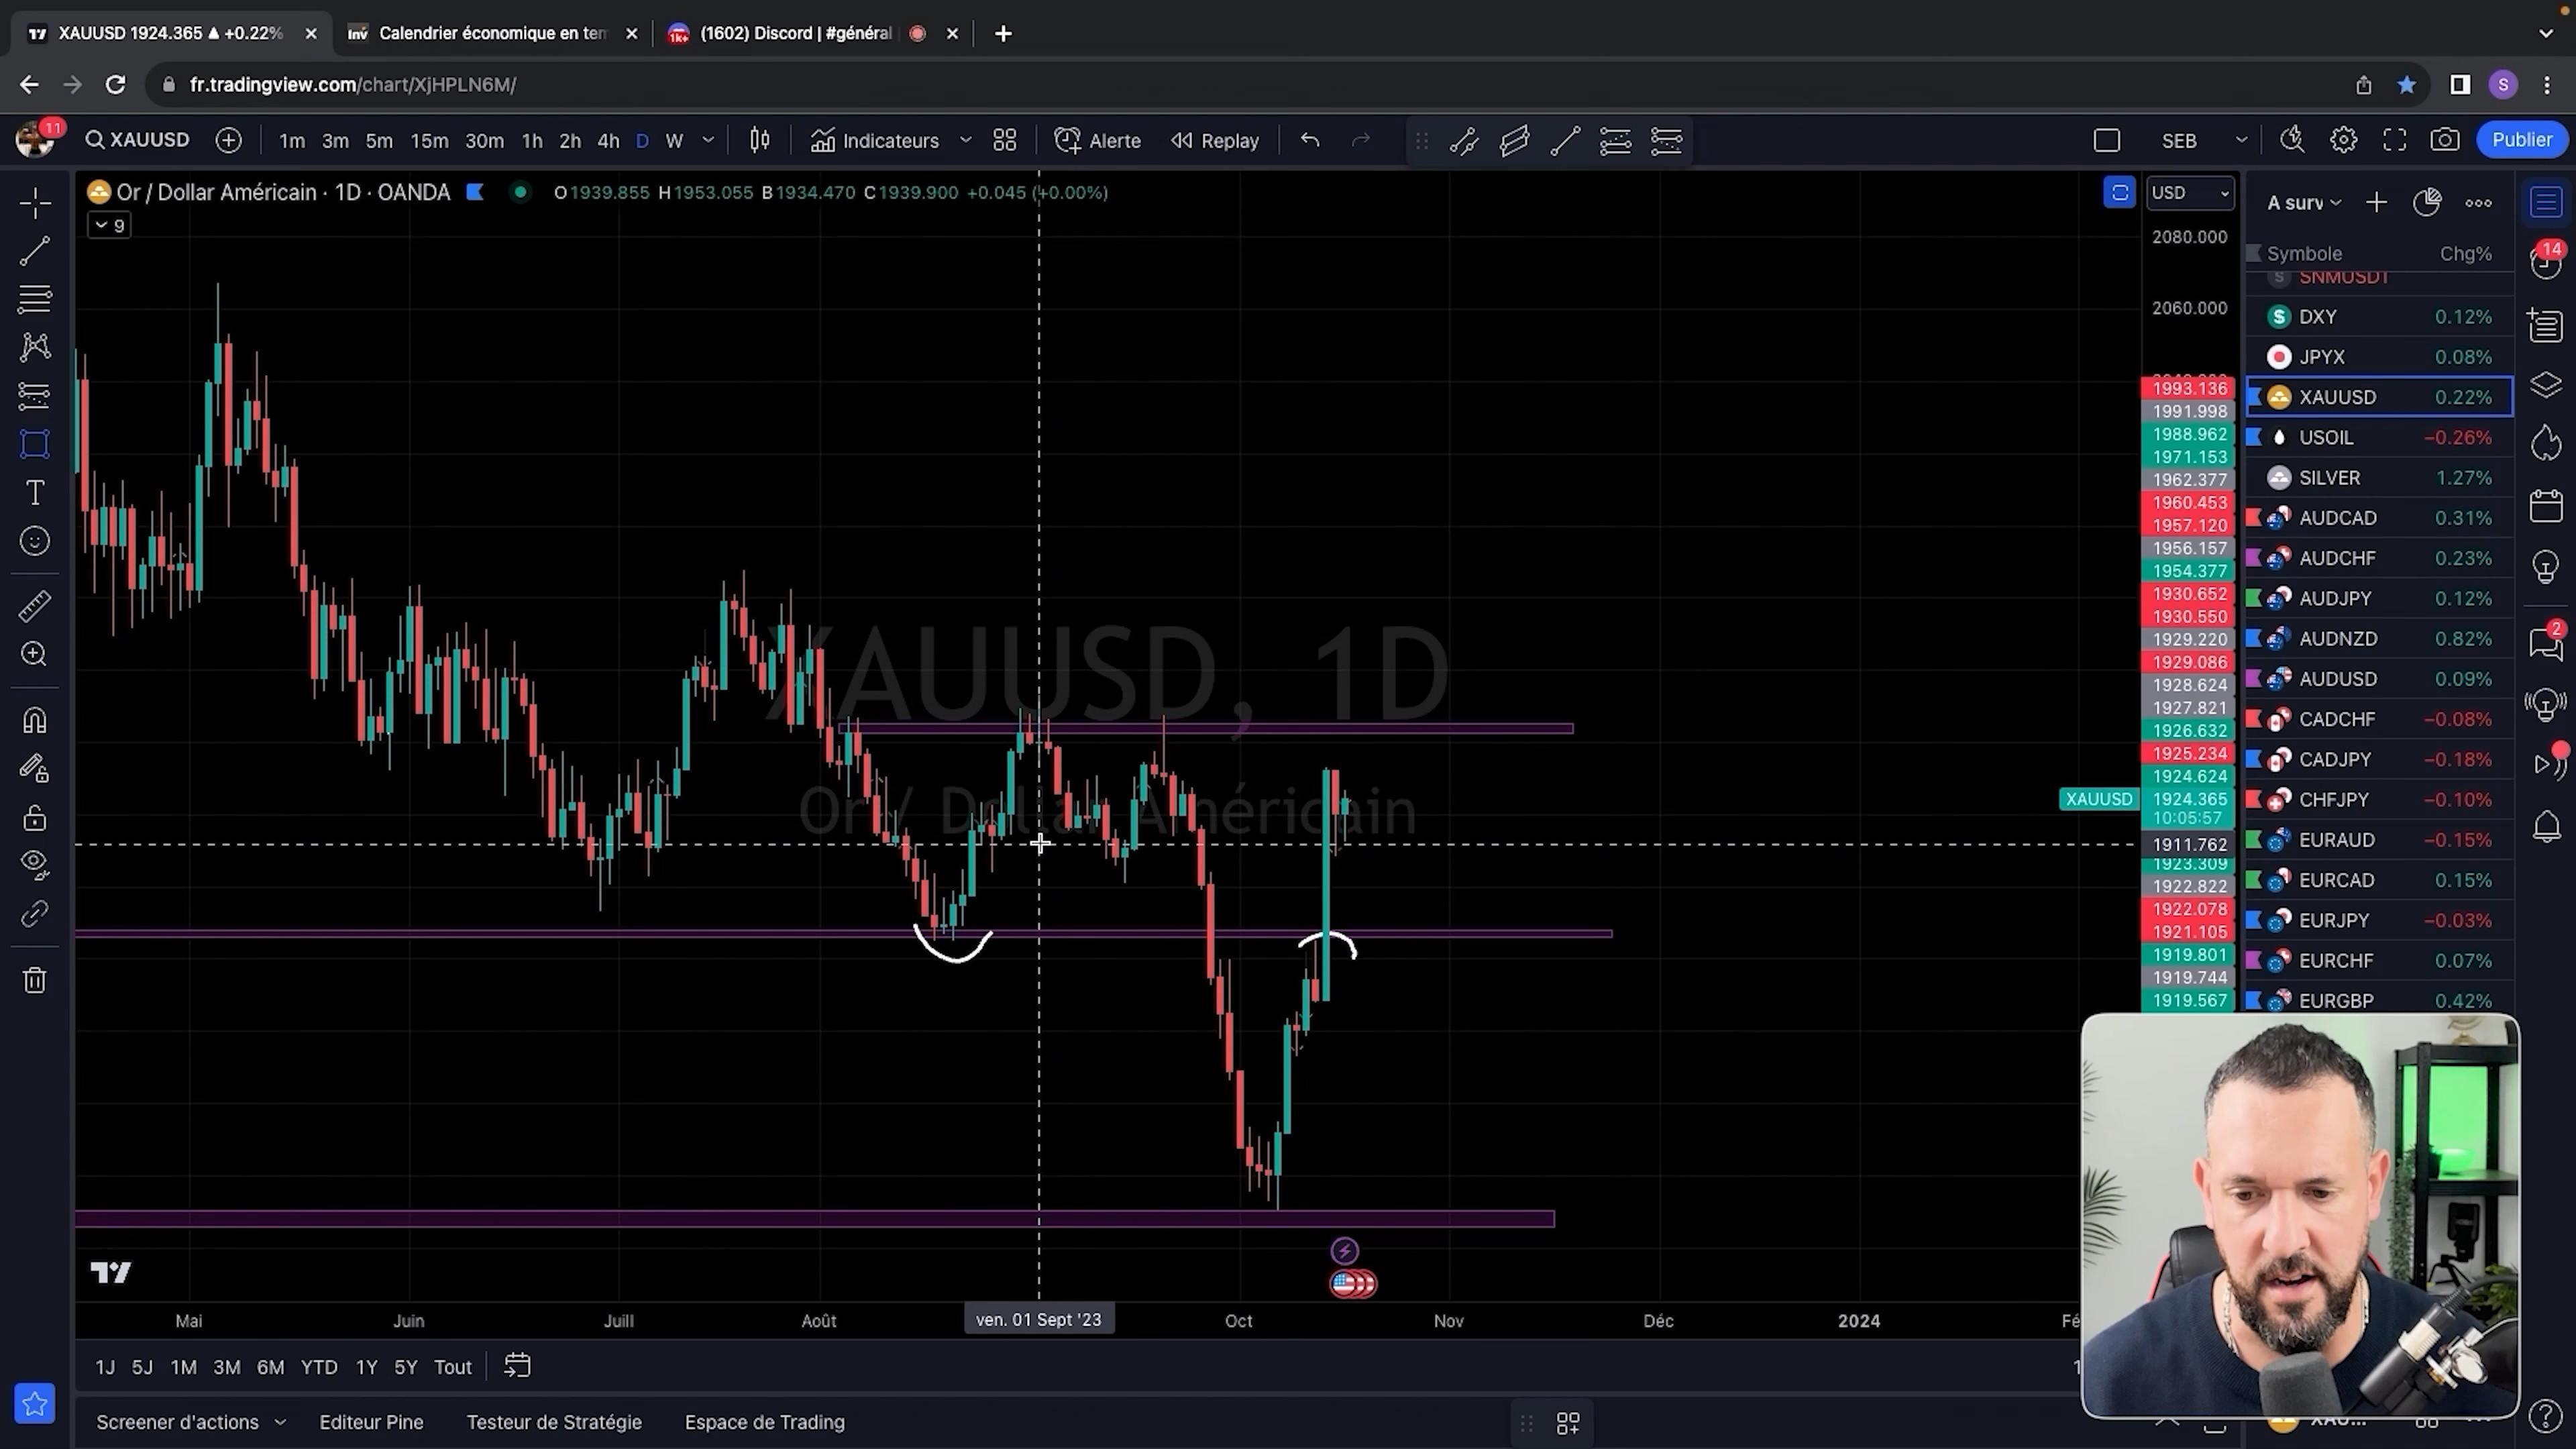 XAUUSD 1924.365 ▲ +0.22%
Calendrier économique en tem
(1602) Discord | #général
fr.tradingview.com/chart/XjHPLN6M/
11
XAUUSD
1m 3m 5m 15m 30m 1h 2h 4h D W
Indicateurs
Alerte
Replay
SEB
Publier
Or / Dollar Américain · 1D · OANDA
O1939.855 H1953.055 B1934.470 C1939.900 +0.045 (+0.00%)
9
USD
2080.000
2060.000
1993.136
1991.998
1988.962
1971.153
1962.377
1960.453
1957.120
1956.157
1954.377
1930.652
1930.550
1929.220
1929.086
1928.624
1927.821
1926.632
1925.234
1924.624
XAUUSD 1924.365
10:05:57
1911.762
1923.309
1922.822
1922.078
1921.105
1919.801
1919.744
1919.567
XAUUSD, 1D
Or / Dollar Américain
A surv
Symbole Chg%
SNMUSDT
DXY 0.12%
JPYX 0.08%
XAUUSD 0.22%
USOIL −0.26%
SILVER 1.27%
AUDCAD 0.31%
AUDCHF 0.23%
AUDJPY 0.12%
AUDNZD 0.82%
AUDUSD 0.09%
CADCHF −0.08%
CADJPY −0.18%
CHFJPY −0.10%
EURAUD −0.15%
EURCAD 0.15%
EURJPY −0.03%
EURCHF 0.07%
EURGBP 0.42%
XAU...
14
2
Mai Juin Juill Août ven. 01 Sept '23 Oct Nov Déc 2024
1J 5J 1M 3M 6M YTD 1Y 5Y Tout
Screener d'actions Editeur Pine Testeur de Stratégie Espace de Trading